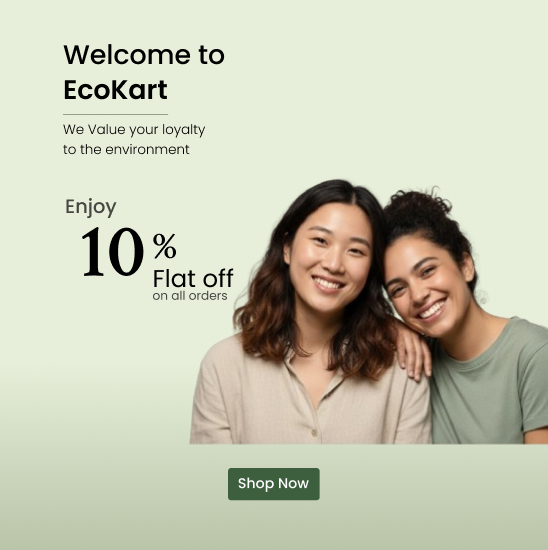 Welcome to
EcoKart
We Value your loyalty
to the environment
Enjoy
10 %
Flat off
on all orders
Shop Now